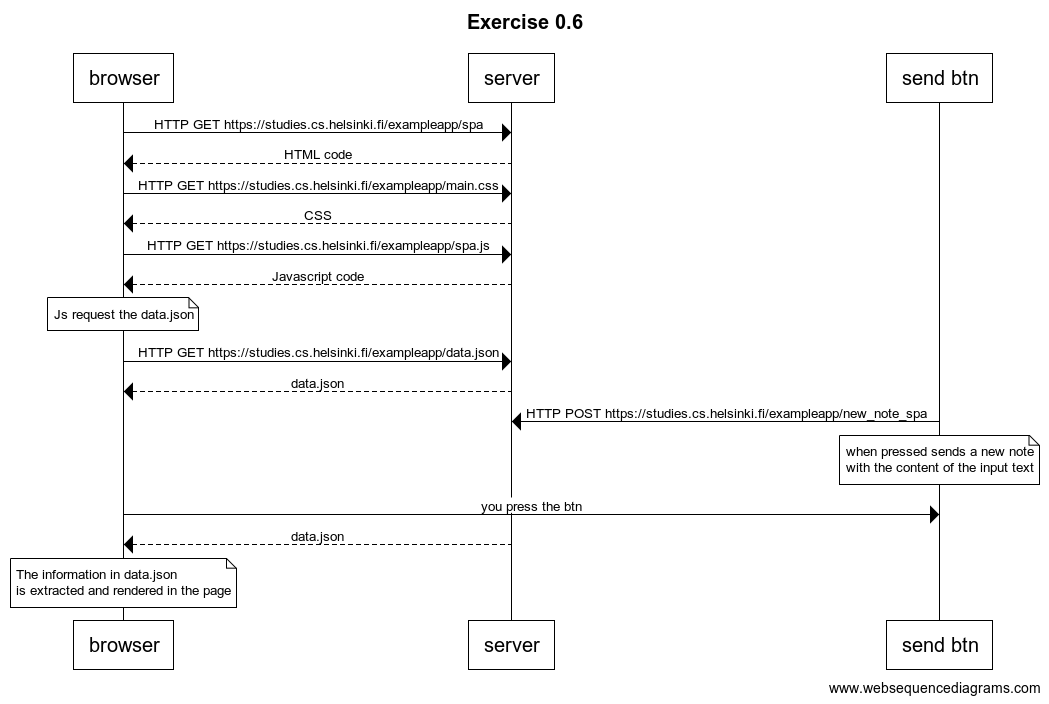 Exercise 0.6
browser
server
send btn
HTTP GET https://studies.cs.helsinki.fi/exampleapp/spa
HTML code
HTTP GET https://studies.cs.helsinki.fi/exampleapp/main.css
CSS
HTTP GET https://studies.cs.helsinki.fi/exampleapp/spa.js
Javascript code
Js request the data.json
HTTP GET https://studies.cs.helsinki.fi/exampleapp/data.json
data.json
HTTP POST https://studies.cs.helsinki.fi/exampleapp/new_note_spa
when pressed sends a new note
with the content of the input text
you press the btn
data.json
The information in data.json
is extracted and rendered in the page
browser
server
send btn
www.websequencediagrams.com